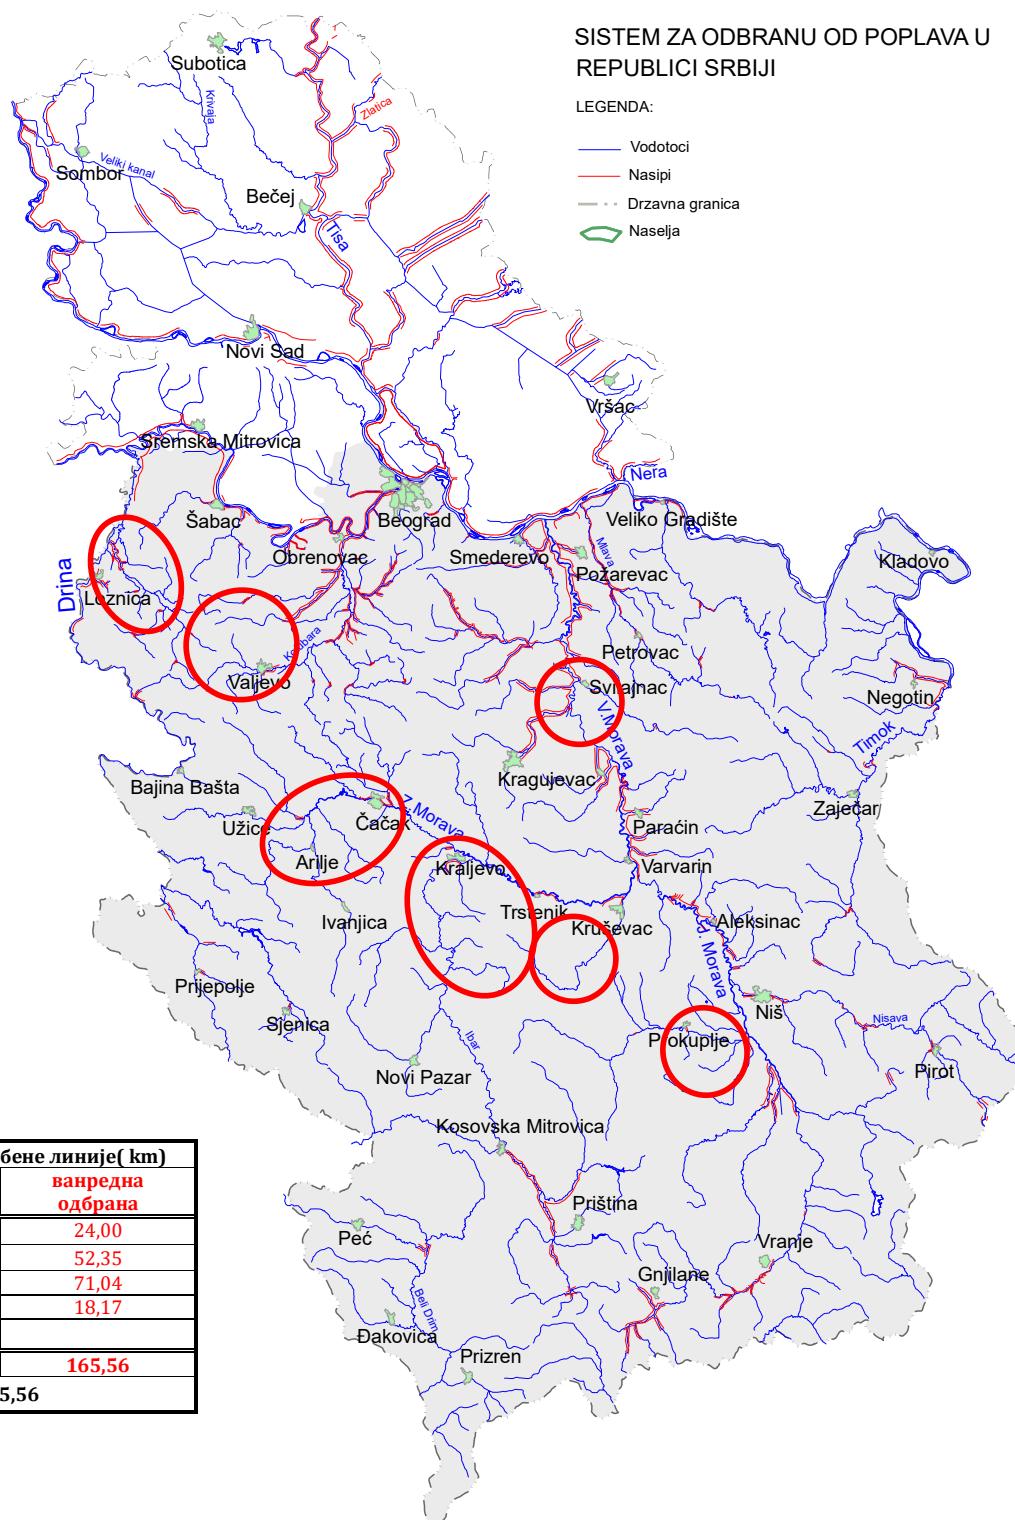 SISTEM ZA ODBRANU OD POPLAVA U
REPUBLICI SRBIJI
LEGENDA:
Vodotoci
Nasipi
Drzavna granica
Naselja
Subotica
Krivaja
Zlatica
Sombor
Veliki kanal
Bečej
Tisa
Novi Sad
Vršac
Sremska Mitrovica
Nera
Šabac
Beograd
Veliko Gradište
Obrenovac
Smederevo
Mlava
Kladovo
Drina
Požarevac
Loznica
Kolubara
Petrovac
Valjevo
Svilajnac
Negotin
V.Morava
Timok
Bajina Bašta
Kragujevac
Z.Morava
Čačak
Zaječar
Užice
Paraćin
Arilje
Kraljevo
Varvarin
Trstenik
Ivanjica
Kruševac
Aleksinac
J. Morava
Prijepolje
Niš
Sjenica
Nisava
Ibar
Prokuplje
Pirot
Novi Pazar
Kosovska Mitrovica
Priština
Peć
Vranje
Gnjilane
Beli Drim
Đakovica
Prizren
бене линије( km)
ванредна
одбрана
24,00
52,35
71,04
18,17
165,56
5,56